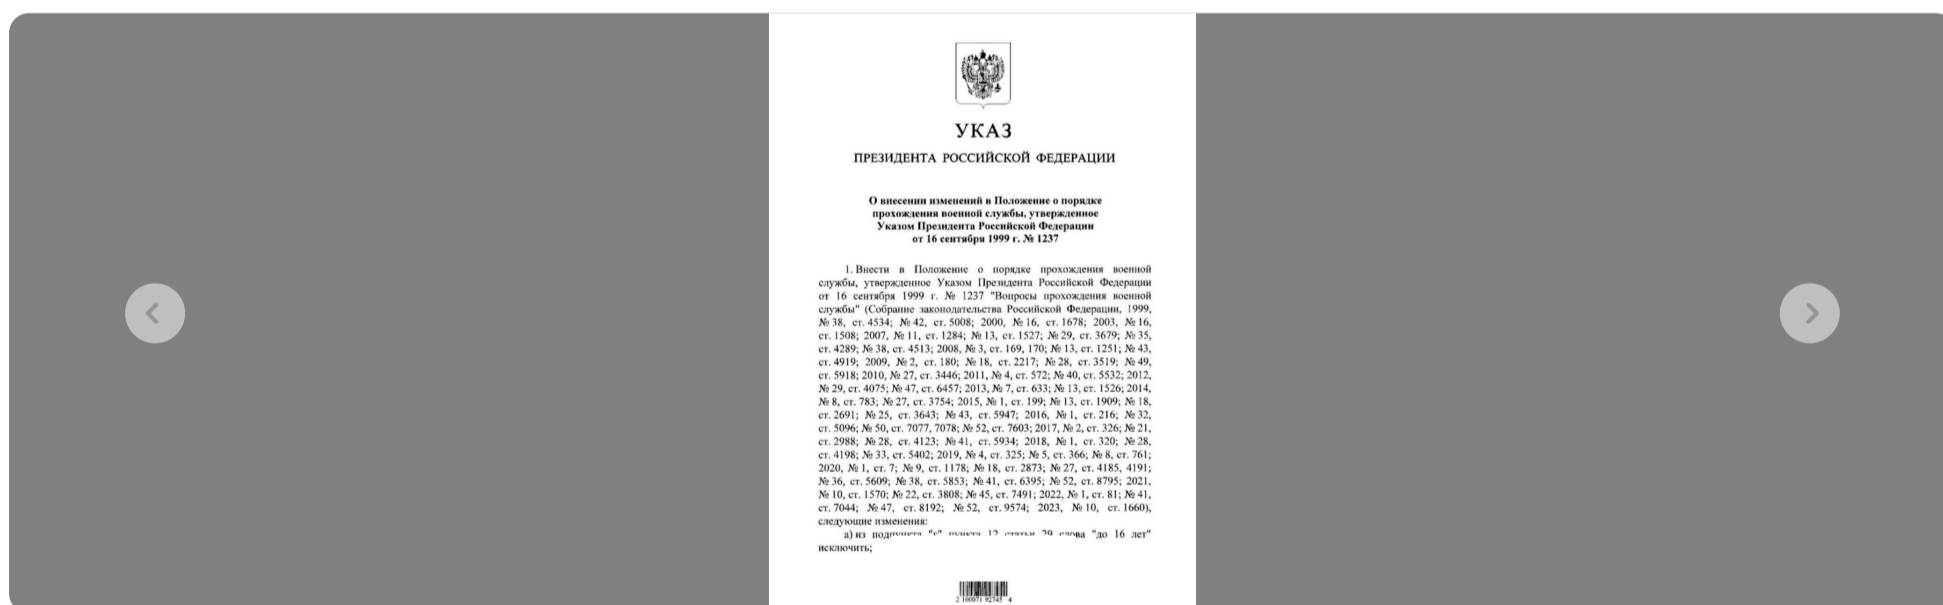 УКАЗ
ПРЕЗИДЕНТА РОССИЙСКОЙ ФЕДЕРАЦИИ
О внесении изменений в Положение о порядке
прохождения военной службы, утвержденное
Указом Президента Российской Федерации
от 16 сентября 1999 г. № 1237
1. Внести в Положение о порядке прохождения военной
службы, утвержденное Указом Президента Российской Федерации
от 16 сентября 1999 г. № 1237 "Вопросы прохождения военной
службы" (Собрание законодательства Российской Федерации, 1999,
№ 38, ст. 4534; № 42, ст. 5008; 2000, № 16, ст. 1678; 2003, № 16,
ст. 1508; 2007, № 11, ст. 1284; № 13, ст. 1527; № 29, ст. 3679; № 35,
ст. 4289; № 38, ст. 4513; 2008, № 3, ст. 169, 170; № 13, ст. 1251; № 43,
ст. 4919; 2009, № 2, ст. 180; № 18, ст. 2217; № 28, ст. 3519; № 49,
ст. 5918; 2010, № 27, ст. 3446; 2011, № 4, ст. 572; № 40, ст. 5532; 2012,
№ 29, ст. 4075; № 47, ст. 6457; 2013, № 7, ст. 633; № 13, ст. 1526; 2014,
№ 8, ст. 783; № 27, ст. 3754; 2015, № 1, ст. 199; № 13, ст. 1909; № 18,
ст. 2691; № 25, ст. 3643; № 43, ст. 5947; 2016, № 1, ст. 216; № 32,
ст. 5096; № 50, ст. 7077, 7078; № 52, ст. 7603; 2017, № 2, ст. 326; № 21,
ст. 2988; № 28, ст. 4123; № 41, ст. 5934; 2018, № 1, ст. 320; № 28,
ст. 4198; № 33, ст. 5402; 2019, № 4, ст. 325; № 5, ст. 366; № 8, ст. 761;
2020, № 1, ст. 7; № 9, ст. 1178; № 18, ст. 2873; № 27, ст. 4185, 4191;
№ 36, ст. 5609; № 38, ст. 5853; № 41, ст. 6395; № 52, ст. 8795; 2021,
№ 10, ст. 1570; № 22, ст. 3808; № 45, ст. 7491; 2022, № 1, ст. 81; № 41,
ст. 7044; № 47, ст. 8192; № 52, ст. 9574; 2023, № 10, ст. 1660),
следующие изменения:
а) из подпункта "г" пункта 12 статьи 29 слова "до 16 лет"
исключить;
2 100071 92745 4